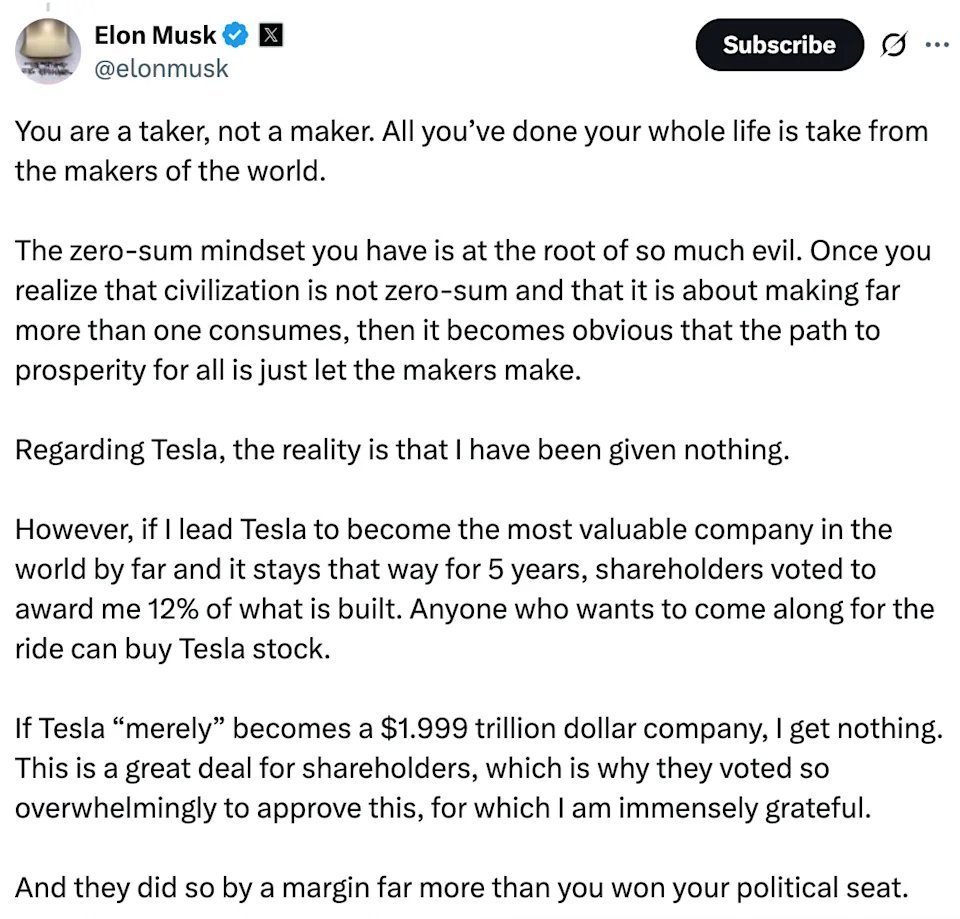 Elon Musk
@elonmusk
Subscribe
You are a taker, not a maker. All you’ve done your whole life is take from
the makers of the world.
The zero-sum mindset you have is at the root of so much evil. Once you
realize that civilization is not zero-sum and that it is about making far
more than one consumes, then it becomes obvious that the path to
prosperity for all is just let the makers make.
Regarding Tesla, the reality is that I have been given nothing.
However, if I lead Tesla to become the most valuable company in the
world by far and it stays that way for 5 years, shareholders voted to
award me 12% of what is built. Anyone who wants to come along for the
ride can buy Tesla stock.
If Tesla “merely” becomes a $1.999 trillion dollar company, I get nothing.
This is a great deal for shareholders, which is why they voted so
overwhelmingly to approve this, for which I am immensely grateful.
And they did so by a margin far more than you won your political seat.